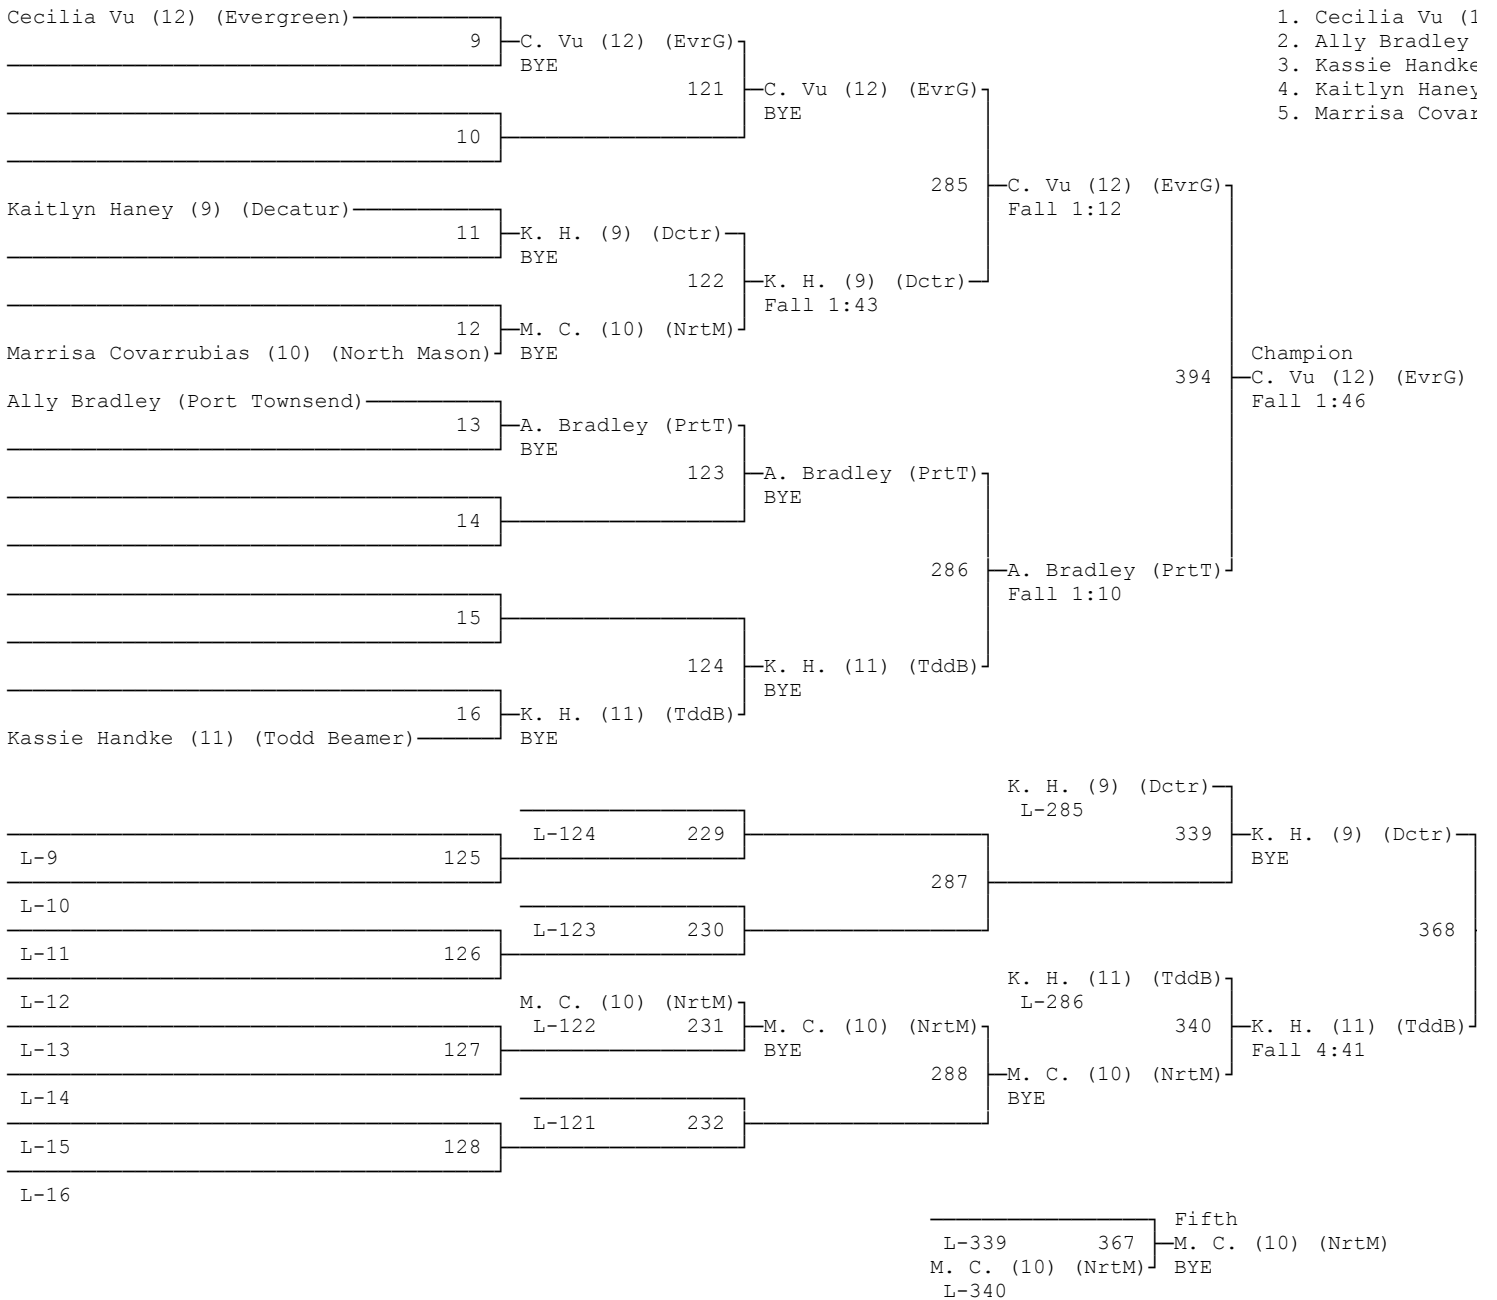 Cecilia Vu (12) (Evergreen)
9
C. Vu (12) (EvrG)
BYE
121
C. Vu (12) (EvrG)
BYE
10
285
C. Vu (12) (EvrG)
Fall 1:12
Kaitlyn Haney (9) (Decatur)
11
K. H. (9) (Dctr)
BYE
122
K. H. (9) (Dctr)
Fall 1:43
12
M. C. (10) (NrtM)
Marrisa Covarrubias (10) (North Mason)
BYE
394
Champion
C. Vu (12) (EvrG)
Fall 1:46
Ally Bradley (Port Townsend)
13
A. Bradley (PrtT)
BYE
123
A. Bradley (PrtT)
BYE
14
286
A. Bradley (PrtT)
Fall 1:10
15
124
K. H. (11) (TddB)
BYE
16
K. H. (11) (TddB)
Kassie Handke (11) (Todd Beamer)
BYE
1. Cecilia Vu
2. Ally Bradley
3. Kassie Handke
4. Kaitlyn Haney
5. Marrisa
K. H. (9) (Dctr)
L-285
L-124 229
339
K. H. (9) (Dctr)
BYE
L-9 125
287
L-10
L-123 230
368
L-11 126
K. H. (11) (TddB)
L-12
M. C. (10) (NrtM)
L-286
L-122 231
M. C. (10) (NrtM)
BYE
340
K. H. (11) (TddB)
Fall 4:41
L-13 127
288
M. C. (10) (NrtM)
BYE
L-14
L-121 232
L-15 128
L-16
Fifth
L-339 367
M. C. (10) (NrtM)
M. C. (10) (NrtM)
BYE
L-340